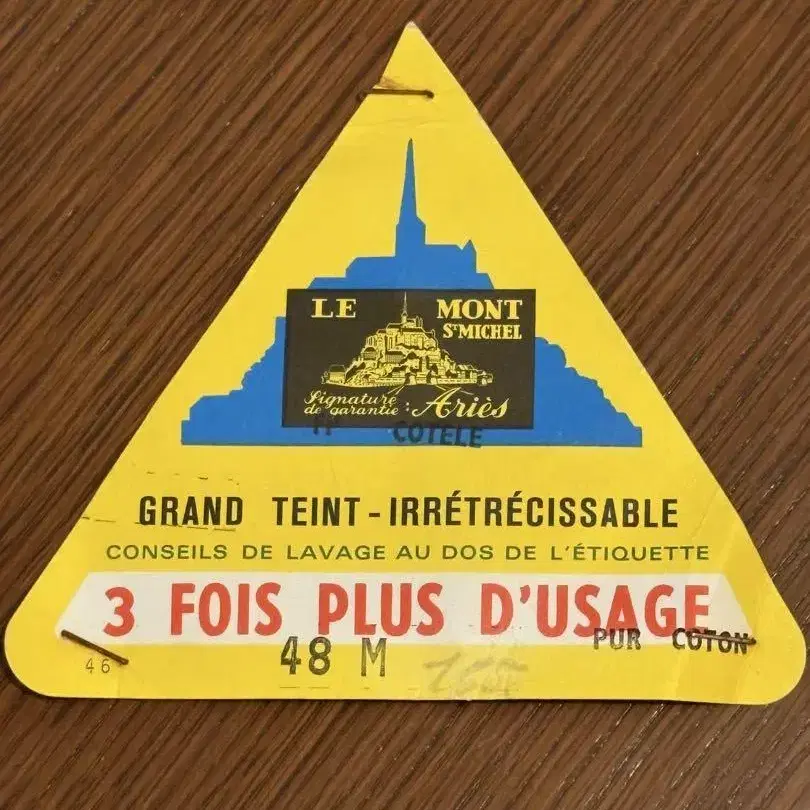 LE MONT
ST MICHEL
Signature
de garantie : Ariès
COTELE
GRAND TEINT - IRRÉTRÉCISSABLE
CONSEILS DE LAVAGE AU DOS DE L'ÉTIQUETTE
3 FOIS PLUS D'USAGE
PUR COTON
48 M
46